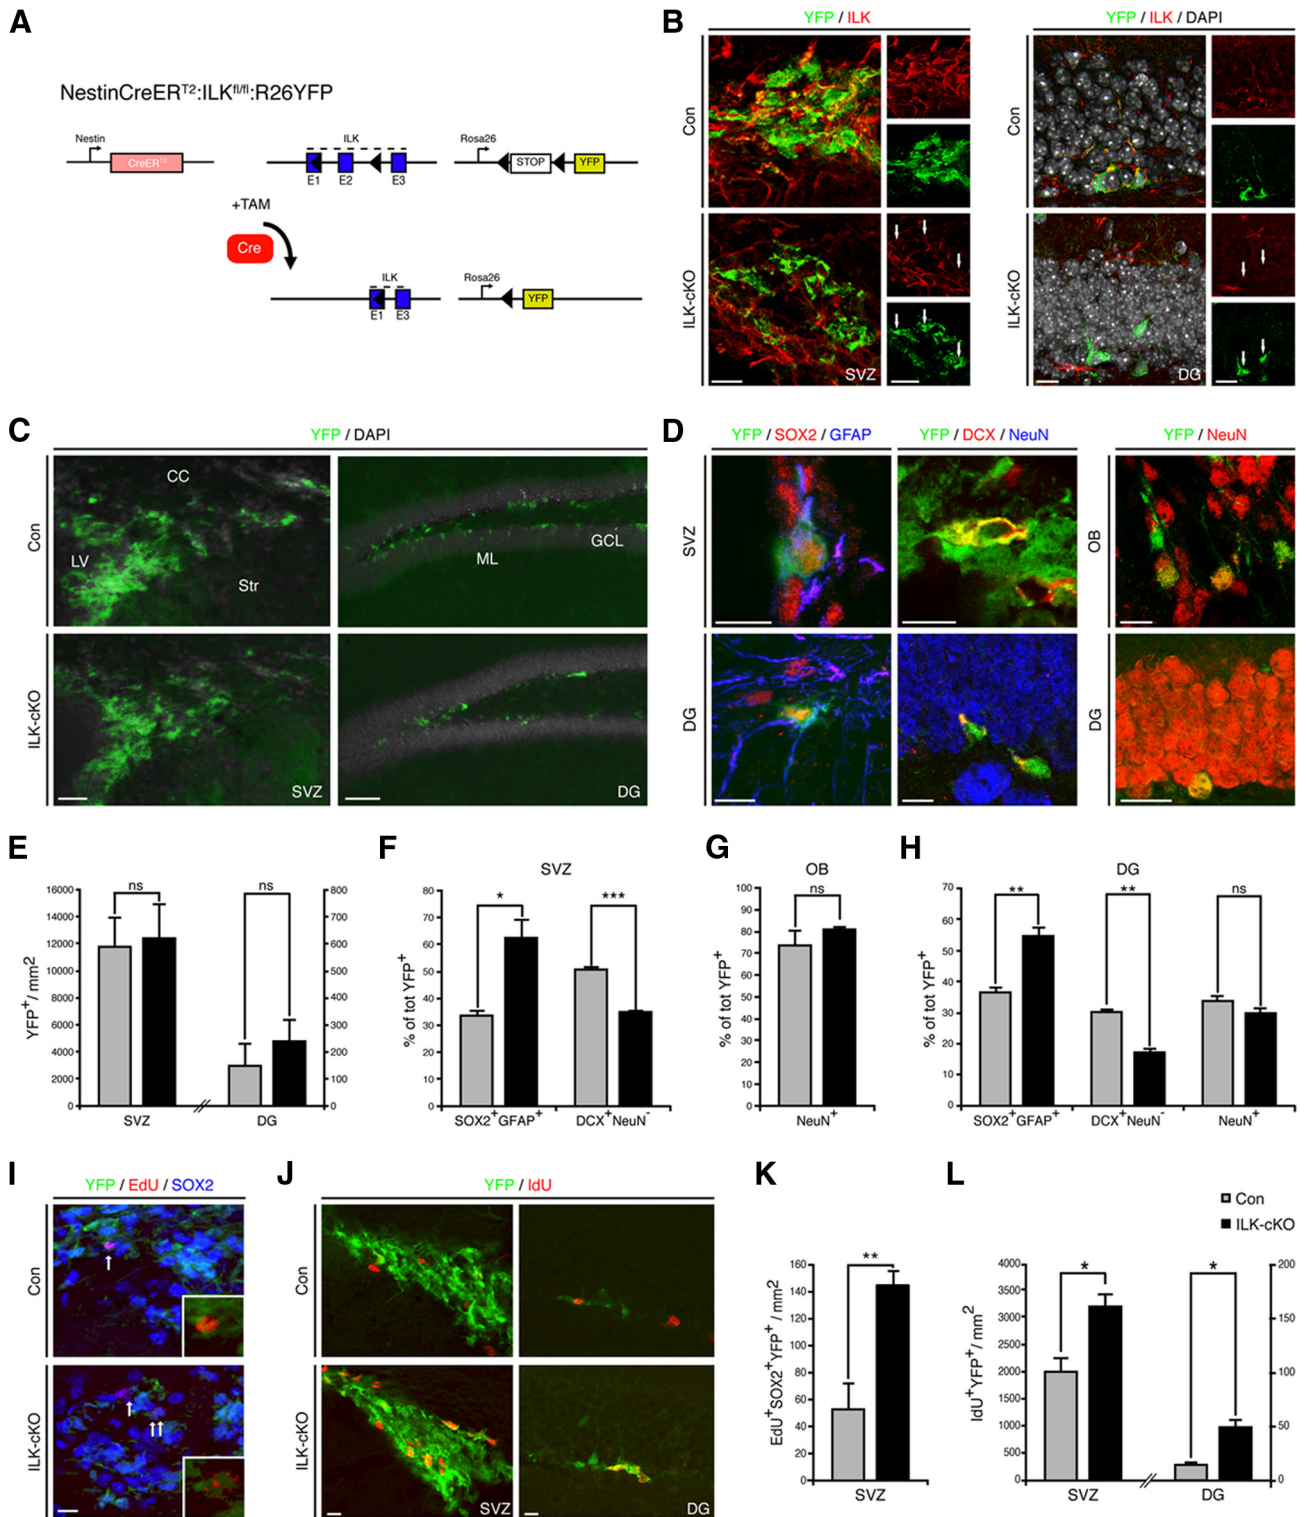 A
NestinCreER^T2:ILK^fl/fl:R26YFP
Nestin
CreER^T2
ILK
E1 E2 E3
Rosa26
STOP YFP
+TAM
Cre
ILK
E1 E3
Rosa26
YFP
B
YFP / ILK
YFP / ILK / DAPI
Con
ILK-cKO
SVZ
Con
ILK-cKO
DG
C
YFP / DAPI
Con
CC
LV
Str
ML
GCL
ILK-cKO
SVZ
DG
D
YFP / SOX2 / GFAP
YFP / DCX / NeuN
YFP / NeuN
SVZ
OB
DG
DG
E
YFP+ / mm2
16000
14000
12000
10000
8000
6000
4000
2000
0
ns
ns
800
700
600
500
400
300
200
100
0
SVZ
DG
F
SVZ
% of tot YFP+
80
70
60
50
40
30
20
10
0
*
***
SOX2+GFAP+
DCX+NeuN-
G
OB
% of tot YFP+
100
90
80
70
60
50
40
30
20
10
0
ns
NeuN+
H
DG
% of tot YFP+
70
60
50
40
30
20
10
0
**
**
ns
SOX2+GFAP+
DCX+NeuN-
NeuN+
I
YFP / EdU / SOX2
Con
ILK-cKO
J
YFP / IdU
Con
ILK-cKO
SVZ
DG
K
EdU+SOX2+YFP+ / mm2
160
140
120
100
80
60
40
20
0
**
SVZ
L
Con
ILK-cKO
IdU+YFP+ / mm2
4000
3500
3000
2500
2000
1500
1000
500
0
*
*
200
150
100
50
0
SVZ
DG